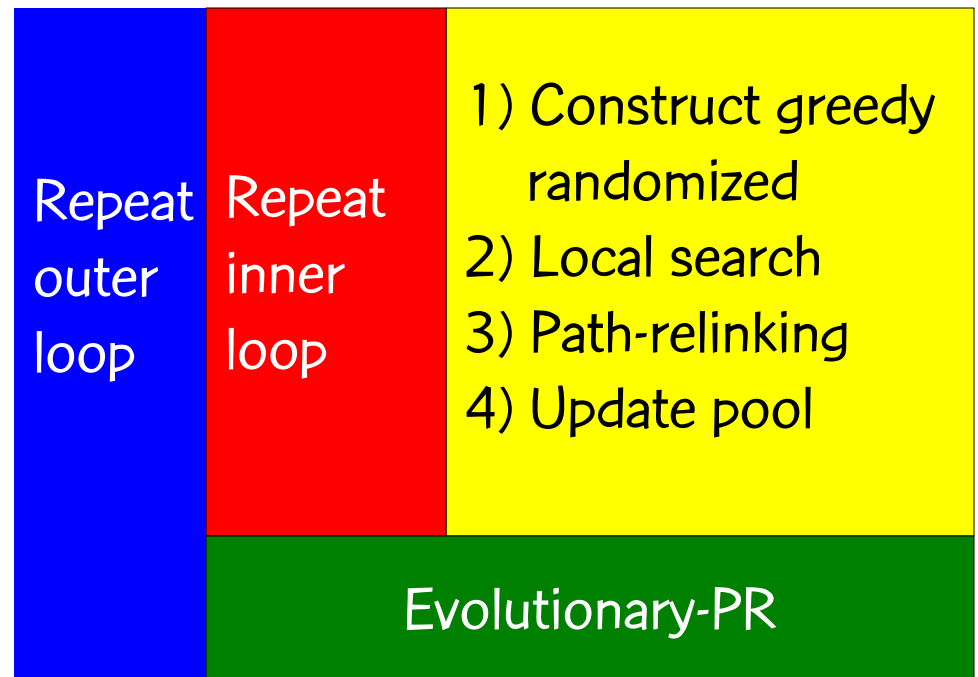 Repeat
outer
loop
Repeat
inner
loop
1) Construct greedy
randomized
2) Local search
3) Path-relinking
4) Update pool
Evolutionary-PR